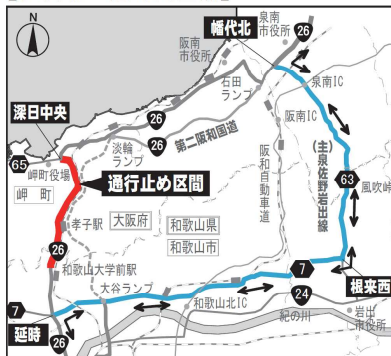 N
幡代北
泉南
市役所
26
阪南
市役所
石田
ランプ
泉南IC
深日中央
26
阪南IC
淡輪
ランプ
26
第二阪和国道
65
岬町役場
岬町
通行止め区間
阪和自動車道
(主)泉佐野岩出線
63
風吹峠
孝子駅
大阪府
和歌山県
和歌山市
26
和歌山大学前駅
7
根来西
大谷ランプ
24
7
和歌山北IC
紀の川
岩出
市役所
延時
26